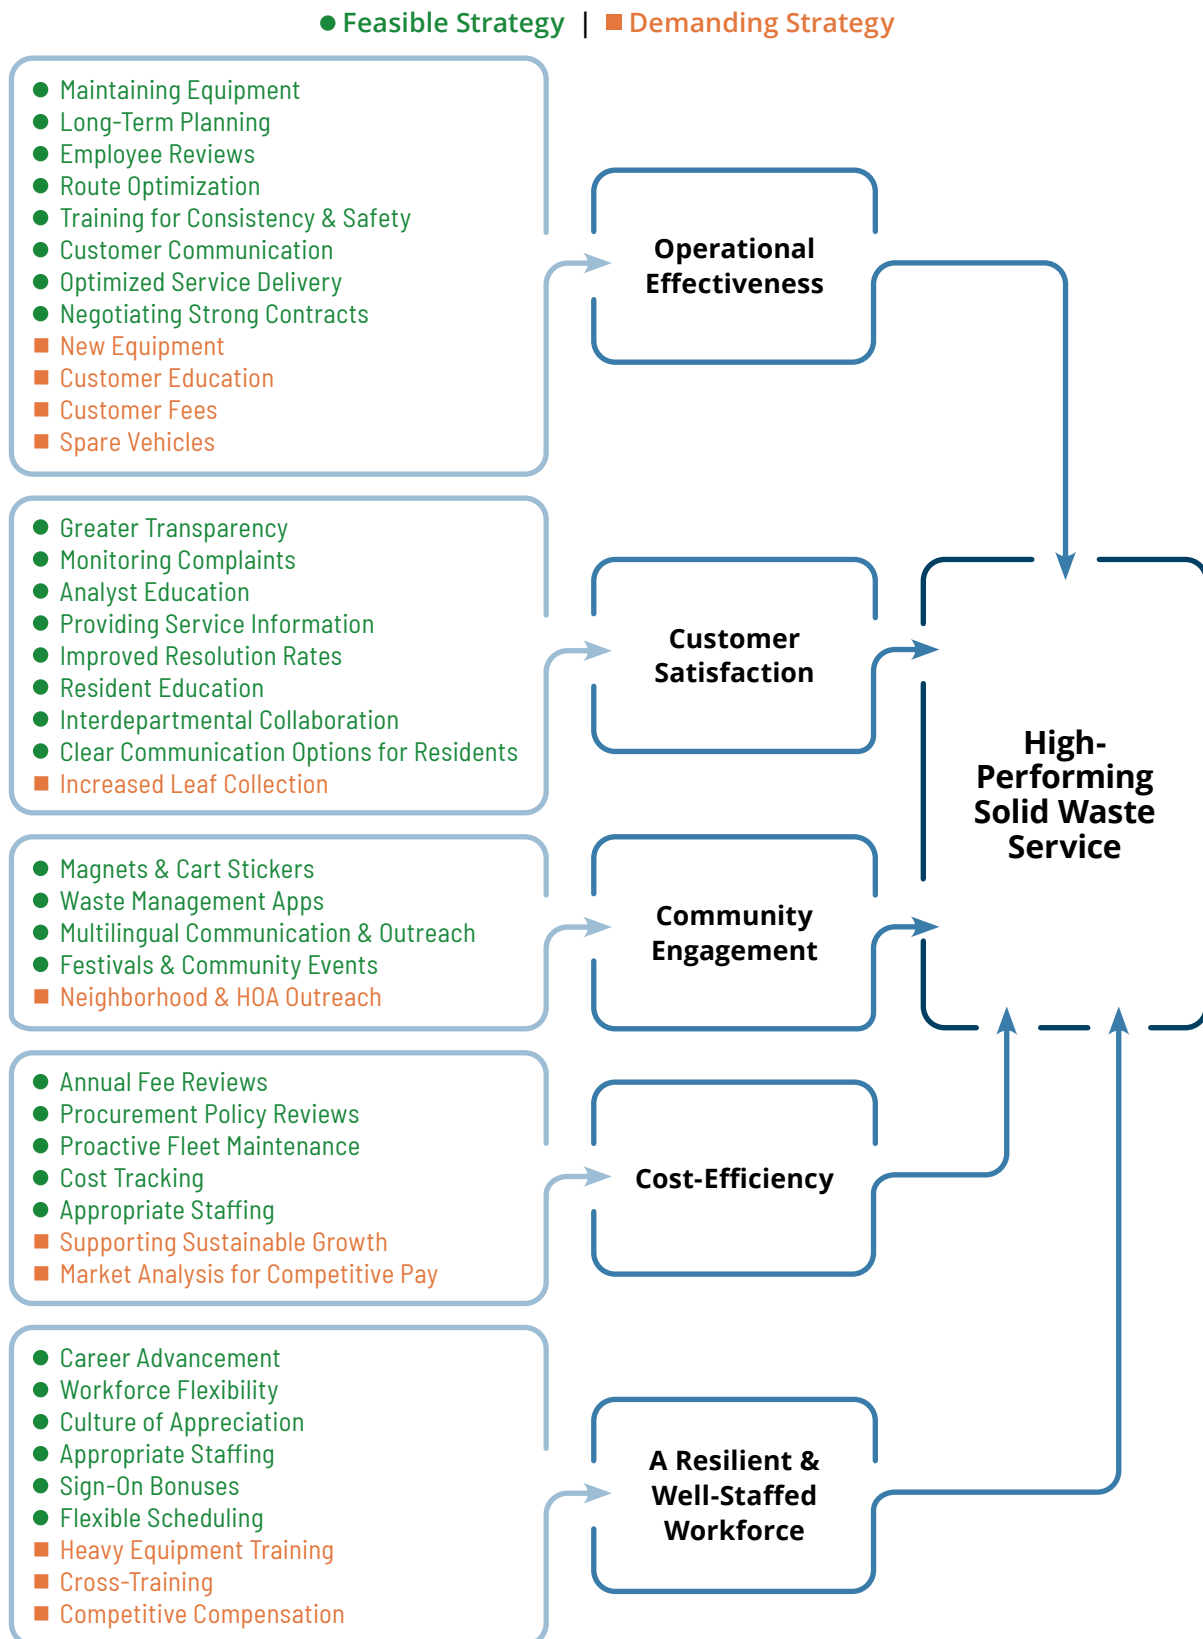 Feasible Strategy | Demanding Strategy
Maintaining Equipment
Long-Term Planning
Employee Reviews
Route Optimization
Training for Consistency & Safety
Customer Communication
Optimized Service Delivery
Negotiating Strong Contracts
New Equipment
Customer Education
Customer Fees
Spare Vehicles
Operational
Effectiveness
Greater Transparency
Monitoring Complaints
Analyst Education
Providing Service Information
Improved Resolution Rates
Resident Education
Interdepartmental Collaboration
Clear Communication Options for Residents
Increased Leaf Collection
Customer
Satisfaction
Magnets & Cart Stickers
Waste Management Apps
Multilingual Communication & Outreach
Festivals & Community Events
Neighborhood & HOA Outreach
Community
Engagement
Annual Fee Reviews
Procurement Policy Reviews
Proactive Fleet Maintenance
Cost Tracking
Appropriate Staffing
Supporting Sustainable Growth
Market Analysis for Competitive Pay
Cost-Efficiency
Career Advancement
Workforce Flexibility
Culture of Appreciation
Appropriate Staffing
Sign-On Bonuses
Flexible Scheduling
Heavy Equipment Training
Cross-Training
Competitive Compensation
A Resilient &
Well-Staffed
Workforce
High-
Performing
Solid Waste
Service